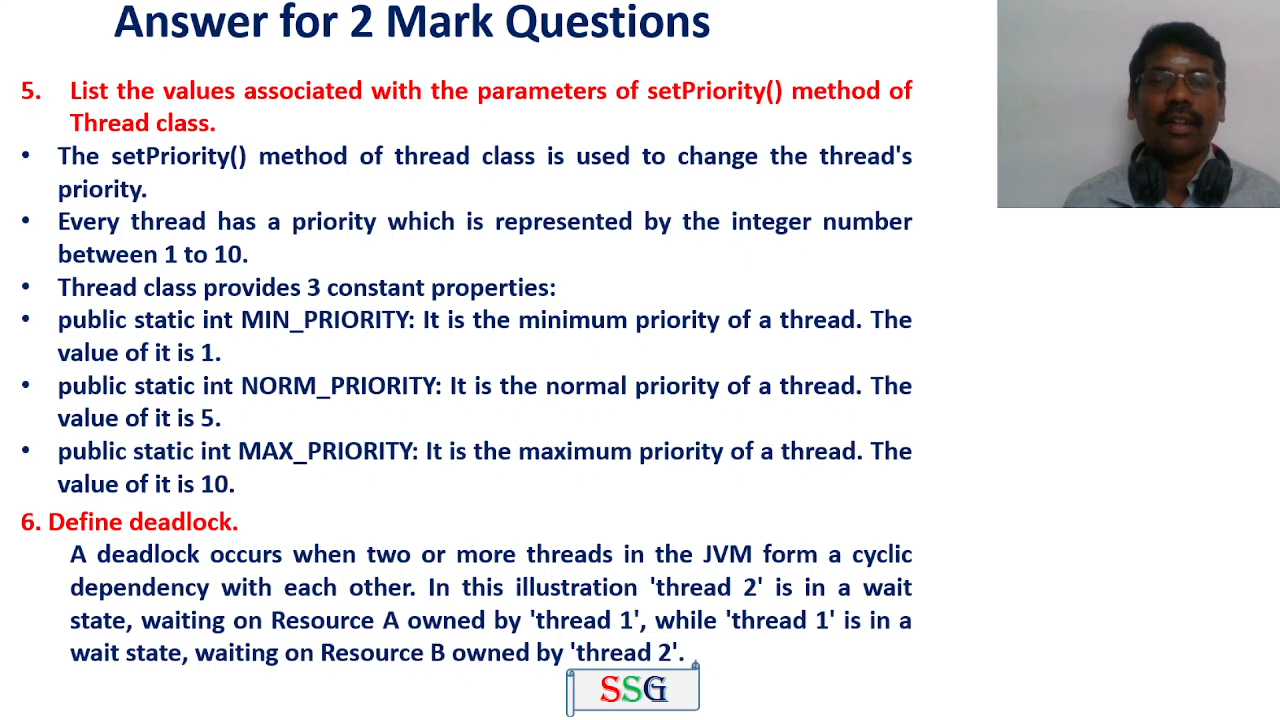 Answer for 2 Mark Questions
5. List the values associated with the parameters of setPriority() method of
Thread class.
• The setPriority() method of thread class is used to change the thread's
priority.
• Every thread has a priority which is represented by the integer number
between 1 to 10.
• Thread class provides 3 constant properties:
• public static int MIN_PRIORITY: It is the minimum priority of a thread. The
value of it is 1.
• public static int NORM_PRIORITY: It is the normal priority of a thread. The
value of it is 5.
• public static int MAX_PRIORITY: It is the maximum priority of a thread. The
value of it is 10.
6. Define deadlock.
A deadlock occurs when two or more threads in the JVM form a cyclic
dependency with each other. In this illustration 'thread 2' is in a wait
state, waiting on Resource A owned by 'thread 1', while 'thread 1' is in a
wait state, waiting on Resource B owned by 'thread 2'.
SSG